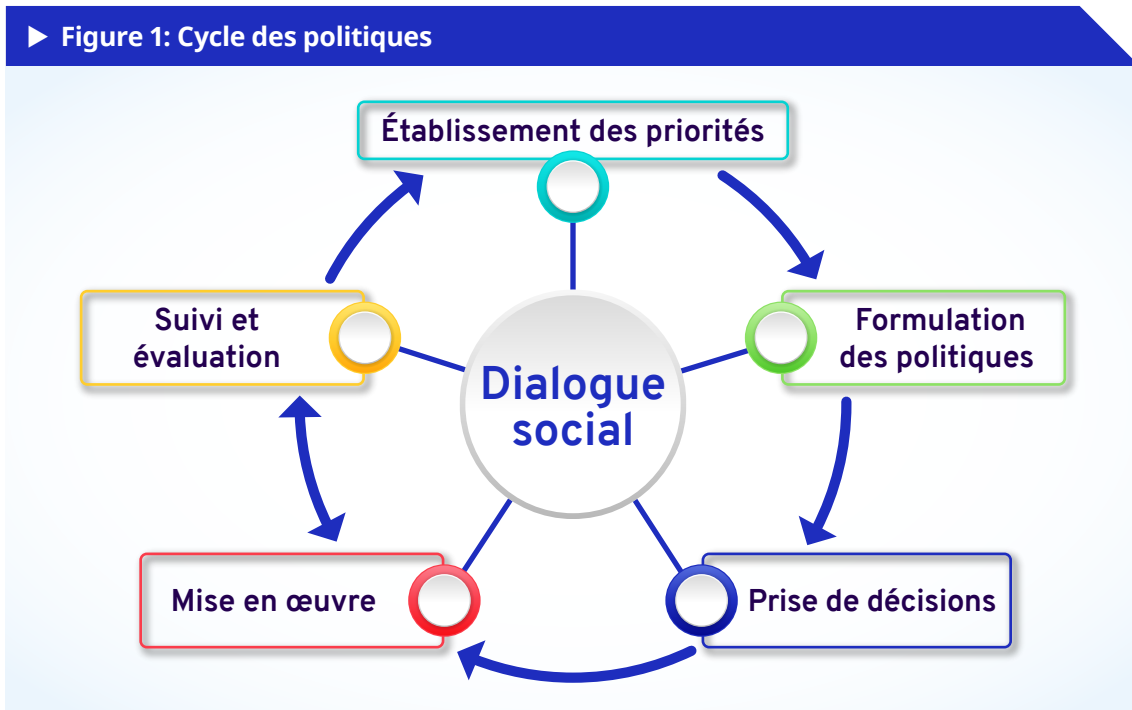 ▶ Figure 1: Cycle des politiques
Établissement des priorités
Formulation
des politiques
Prise de décisions
Mise en œuvre
Suivi et
évaluation
Dialogue
social